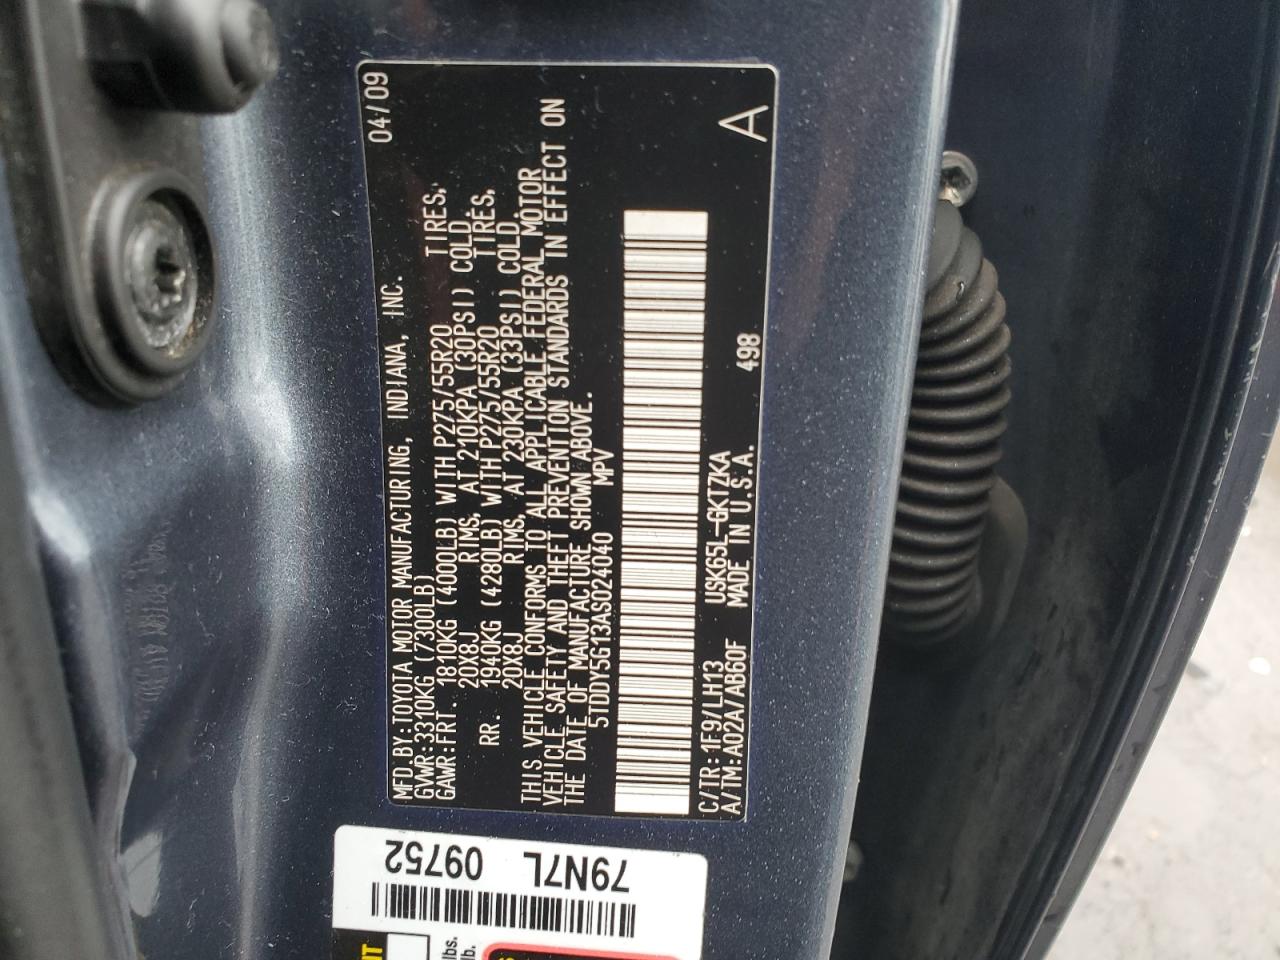 MFD.BY:TOYOTA MOTOR MANUFACTURING, INDIANA, INC. 04/09
GVWR:3310KG (7300LB)
GAWR:FRT. 1810KG (4000LB) WITH P275/55R20 TIRES,
20X8J RIMS, AT 210KPA (30PSI) COLD.
RR. 1940KG (4280LB) WITH P275/55R20 TIRES,
20X8J RIMS, AT 230KPA (33PSI) COLD.
THIS VEHICLE CONFORMS TO ALL APPLICABLE FEDERAL MOTOR
VEHICLE SAFETY AND THEFT PREVENTION STANDARDS IN EFFECT ON
THE DATE OF MANUFACTURE SHOWN ABOVE.
5TDDY5G13AS024040 MPV
C/TR:1F9/LH13 USK65L-GKTZKA
A/TM:A02A/AB60F MADE IN U.S.A. 498 A
79N7L 09752
lbs.
lb.